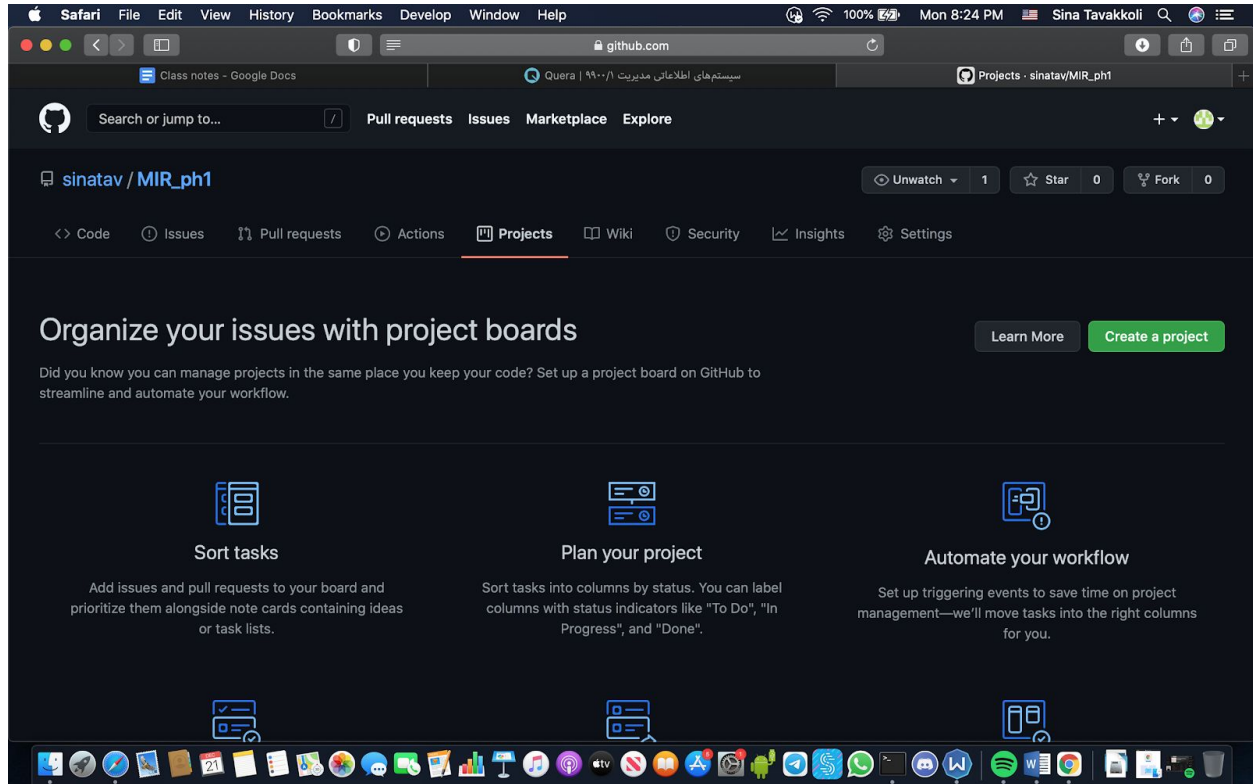 Safari File Edit View History Bookmarks Develop Window Help 100% Mon 8:24 PM Sina Tavakkoli
github.com
Class notes - Google Docs
سیستم‌های اطلاعاتی مدیریت ۹۹۰۰/۱ | Quera
Projects · sinatav/MIR_ph1
Search or jump to... / Pull requests Issues Marketplace Explore
sinatav / MIR_ph1
Unwatch 1 Star 0 Fork 0
Code Issues Pull requests Actions Projects Wiki Security Insights Settings
Organize your issues with project boards
Learn More Create a project
Did you know you can manage projects in the same place you keep your code? Set up a project board on GitHub to
streamline and automate your workflow.
Sort tasks
Add issues and pull requests to your board and
prioritize them alongside note cards containing ideas
or task lists.
Plan your project
Sort tasks into columns by status. You can label
columns with status indicators like "To Do", "In
Progress", and "Done".
Automate your workflow
Set up triggering events to save time on project
management—we'll move tasks into the right columns
for you.
21
tv